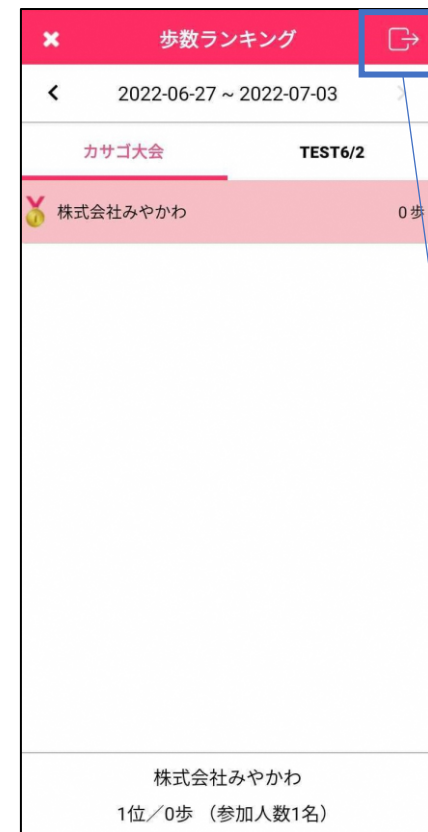 歩数ランキング
2022-06-27 ~ 2022-07-03
カサゴ大会 TEST6/2
1 株式会社みやかわ 0歩
株式会社みやかわ
1位／0歩 （参加人数1名）